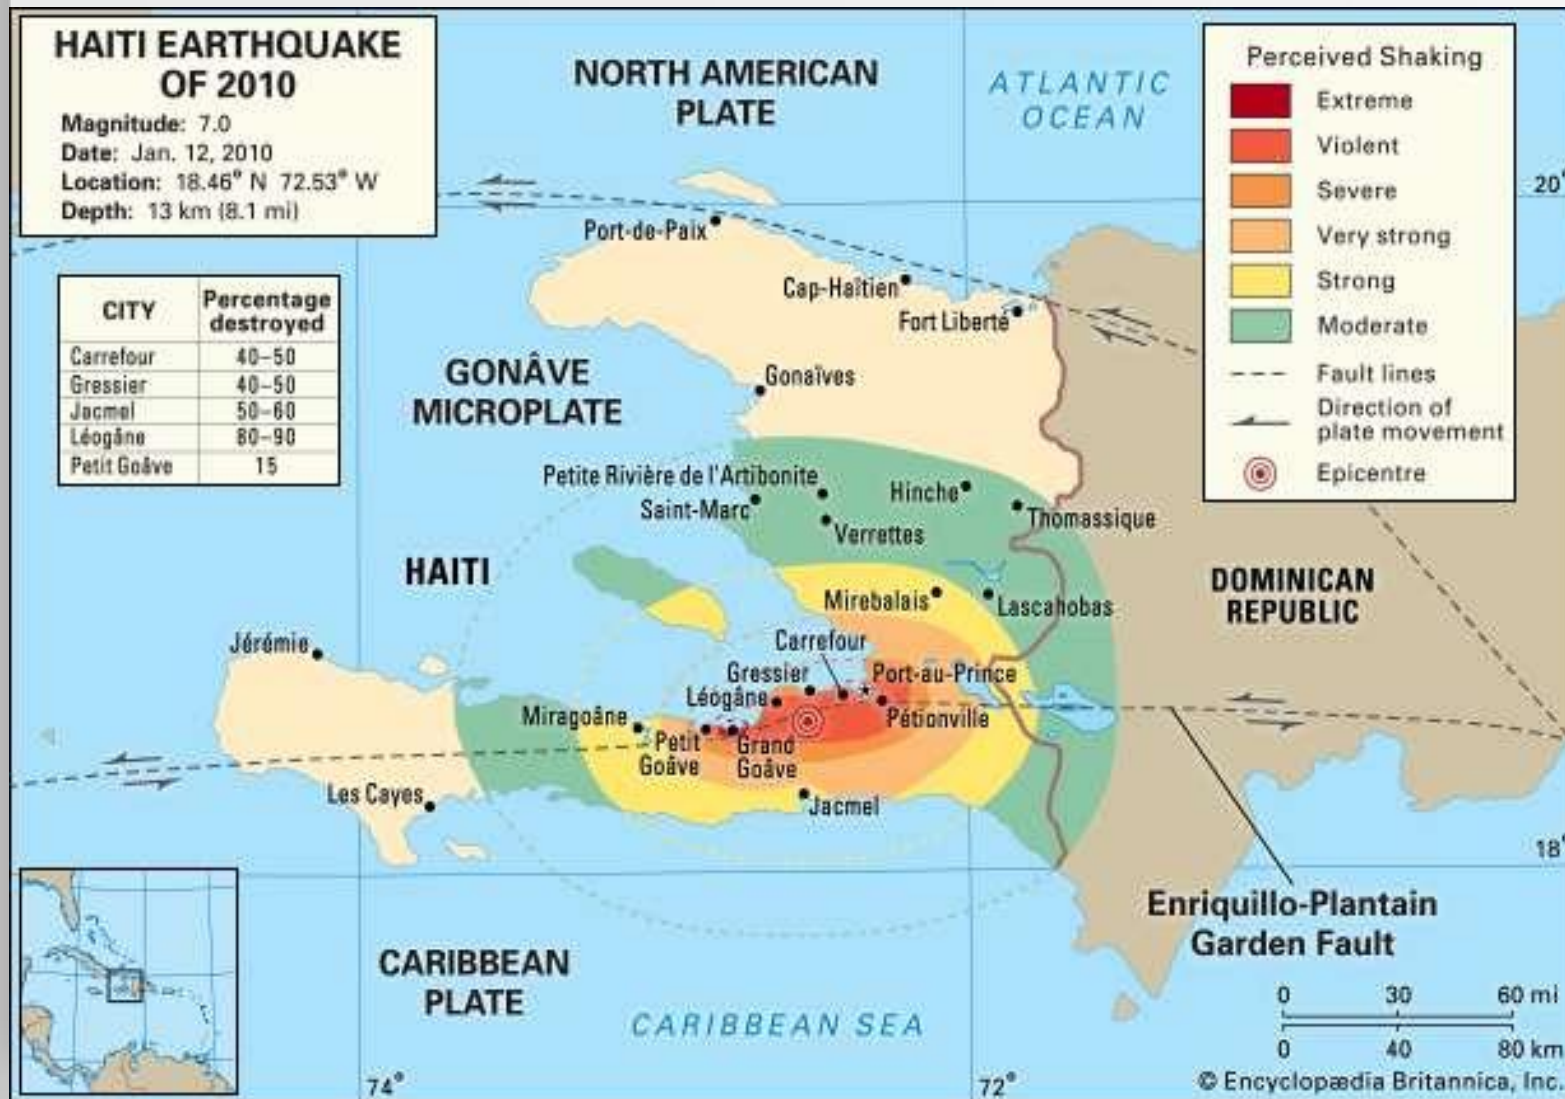 HAITI EARTHQUAKE
OF 2010
Magnitude: 7.0
Date: Jan. 12, 2010
Location: 18.46° N 72.53° W
Depth: 13 km (8.1 mi)
CITY
Percentage
destroyed
Carrefour 40–50
Gressier 40–50
Jacmel 50–60
Léogâne 80–90
Petit Goâve 15
NORTH AMERICAN
PLATE
ATLANTIC
OCEAN
Perceived Shaking
Extreme
Violent
Severe
Very strong
Strong
Moderate
Fault lines
Direction of
plate movement
Epicentre
20°
Port-de-Paix
Cap-Haïtien
Fort Liberté
GONÂVE
MICROPLATE
Gonaïves
Petite Rivière de l'Artibonite
Saint-Marc
Verrettes
Hinche
Thomassique
HAITI
DOMINICAN
REPUBLIC
Mirebalais
Lascahobas
Jérémie
Carrefour
Gressier
Port-au-Prince
Léogâne
Miragoâne
Pétionville
Petit
Goâve
Grand
Goâve
Les Cayes
Jacmel
18°
Enriquillo-Plantain
Garden Fault
CARIBBEAN
PLATE
CARIBBEAN SEA
0 30 60 mi
0 40 80 km
74°
72°
© Encyclopædia Britannica, Inc.